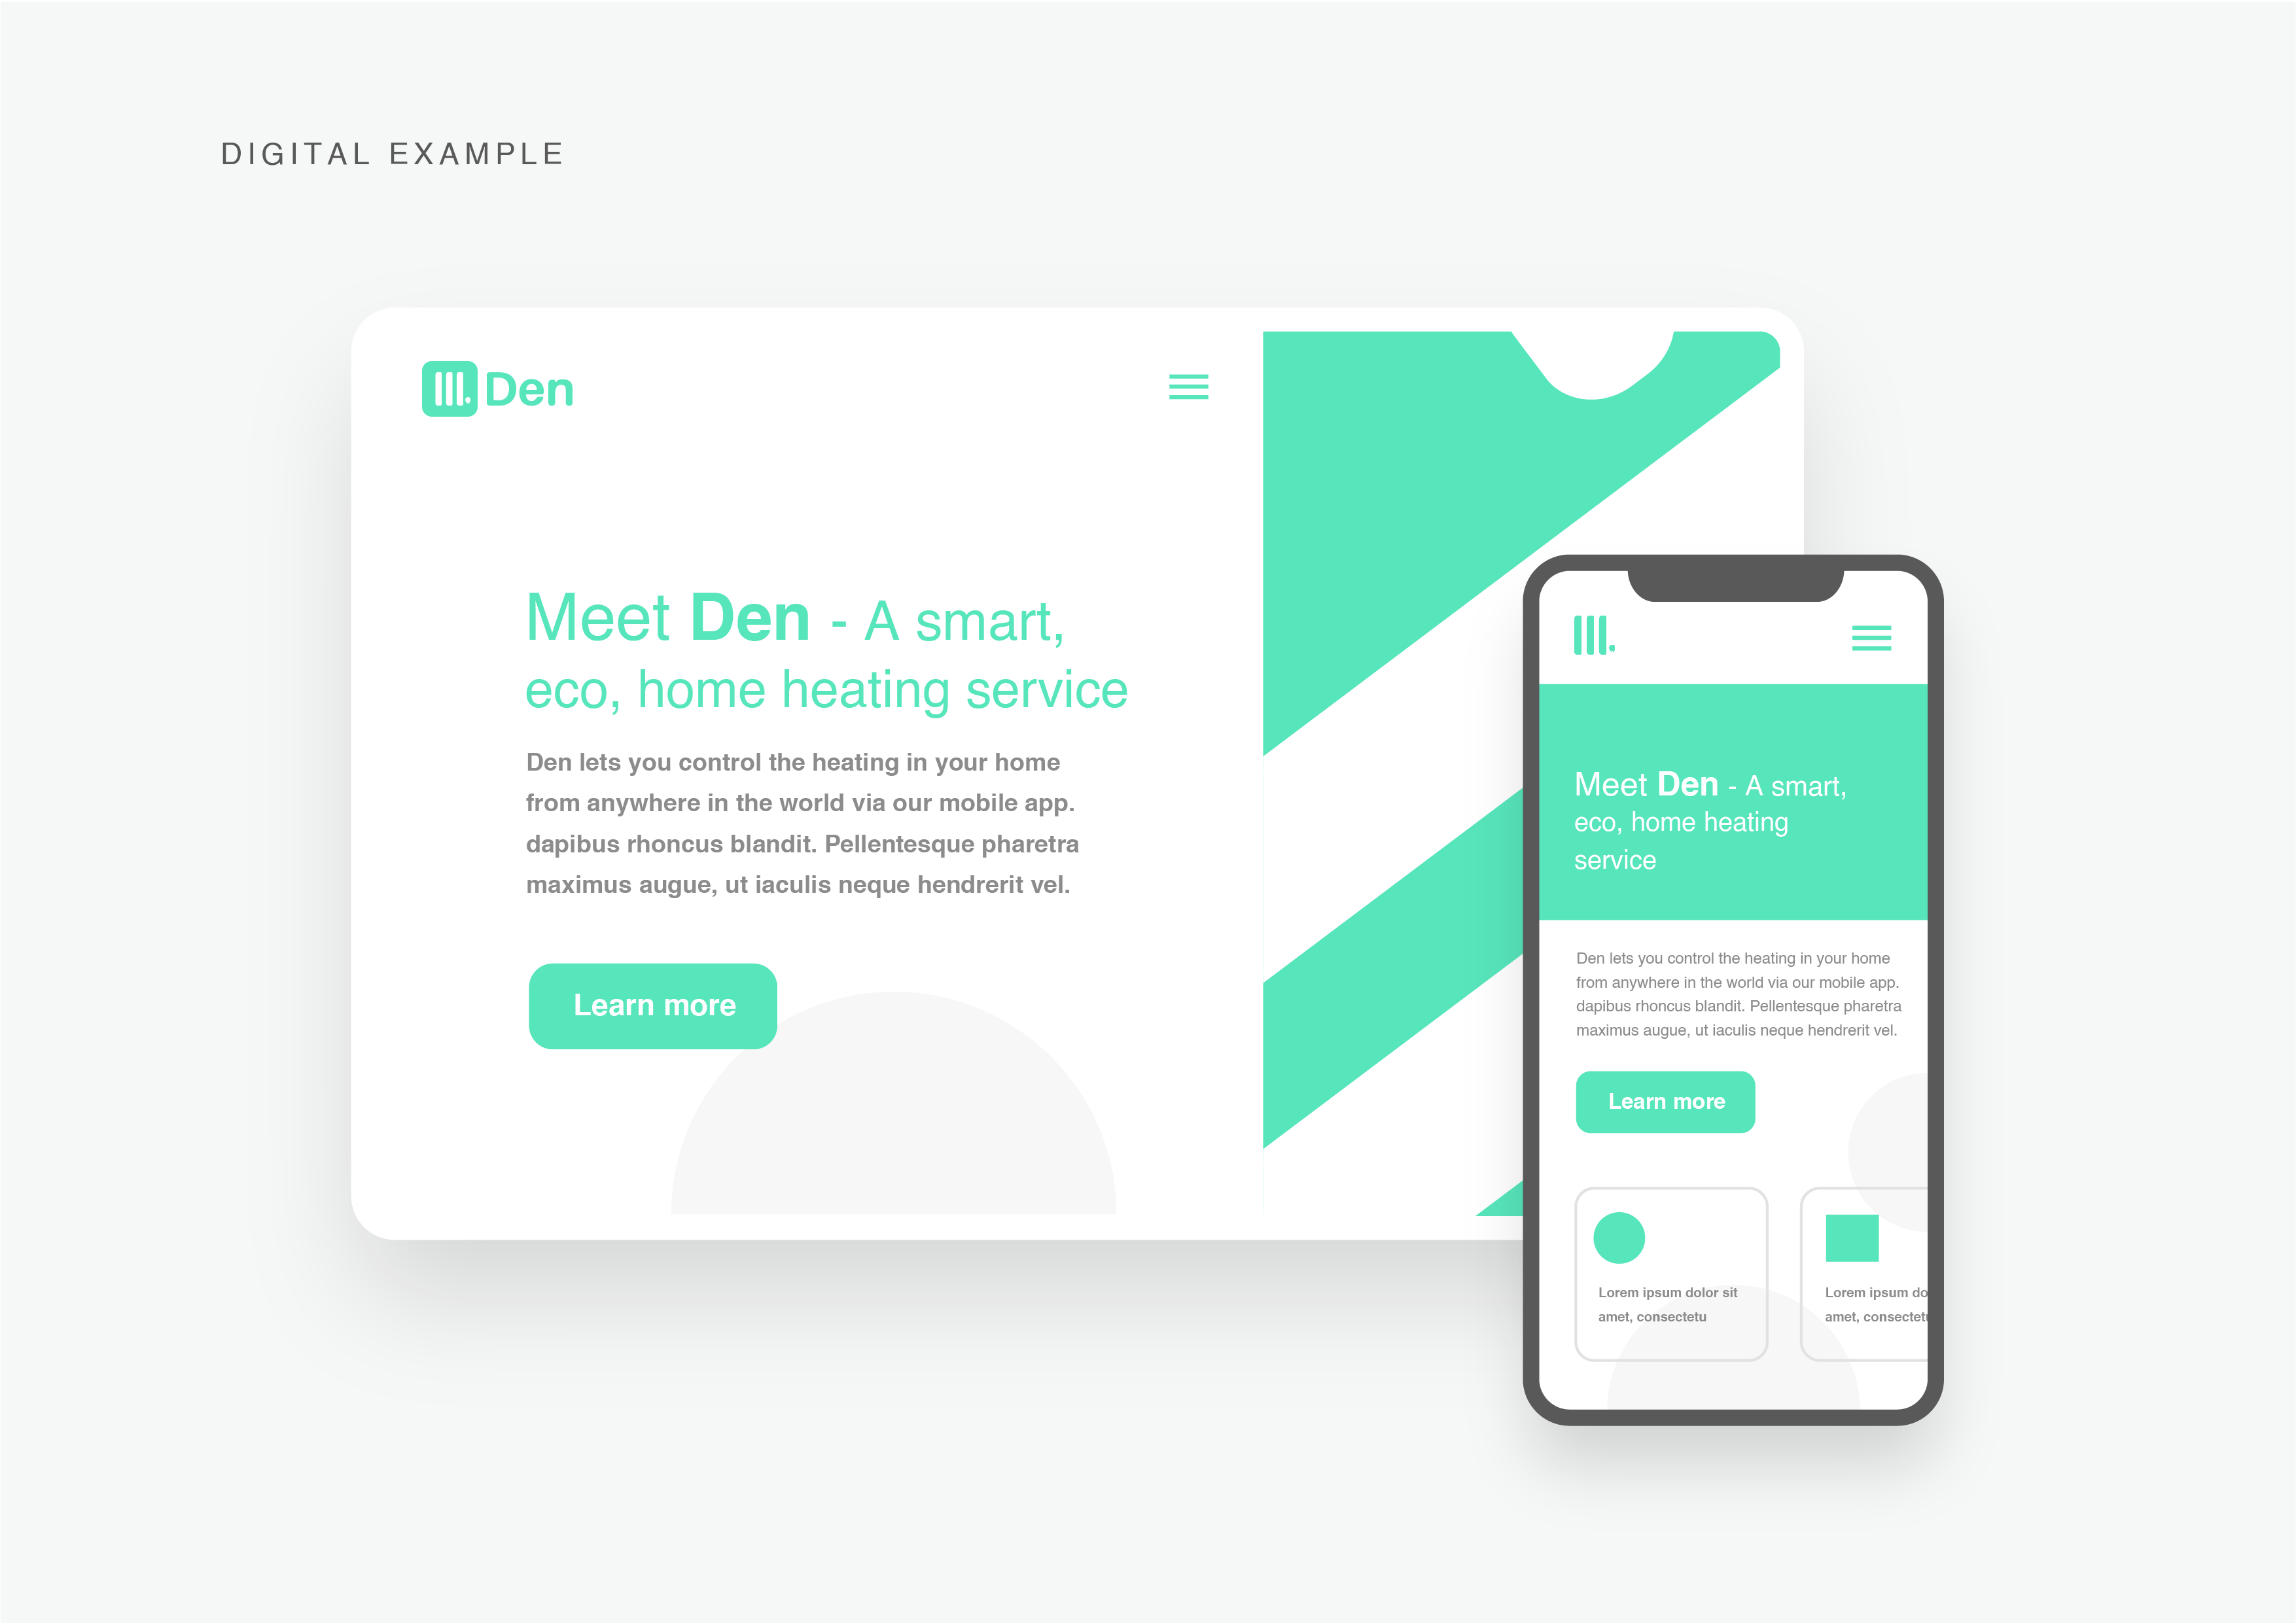 DIGITAL EXAMPLE
Den
Meet Den - A smart,
eco, home heating service
Den lets you control the heating in your home
from anywhere in the world via our mobile app.
dapibus rhoncus blandit. Pellentesque pharetra
maximus augue, ut iaculis neque hendrerit vel.
Learn more
Meet Den - A smart,
eco, home heating
service
Den lets you control the heating in your home
from anywhere in the world via our mobile app.
dapibus rhoncus blandit. Pellentesque pharetra
maximus augue, ut iaculis neque hendrerit vel.
Learn more
Lorem ipsum dolor sit
amet, consectetu
Lorem ipsum do
amet, consectetu